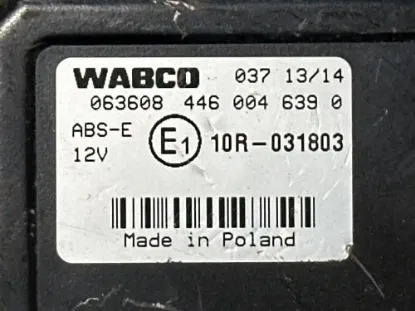 WABCO 037 13/14
063608 446 004 639 0
ABS-E
12V
E1 10R-031803
Made in Poland